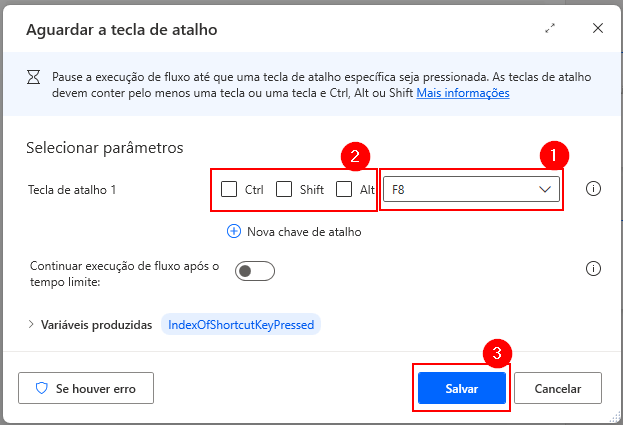 Aguardar a tecla de atalho
Pause a execução de fluxo até que uma tecla de atalho específica seja pressionada. As teclas de atalho
devem conter pelo menos uma tecla ou uma tecla e Ctrl, Alt ou Shift Mais informações
Selecionar parâmetros
2
1
Tecla de atalho 1 Ctrl Shift Alt F8
Nova chave de atalho
Continuar execução de fluxo após o
tempo limite:
Variáveis produzidas IndexOfShortcutKeyPressed
3
Se houver erro Salvar Cancelar